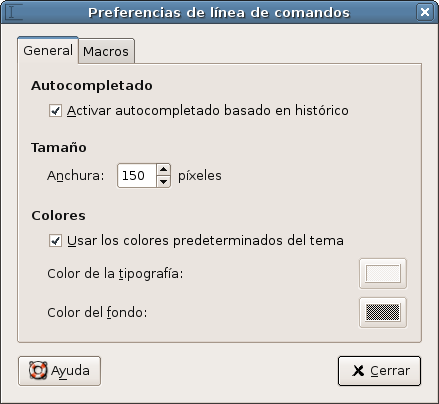 Preferencias de línea de comandos
General Macros
Autocompletado
Activar autocompletado basado en histórico
Tamaño
Anchura: 150 píxeles
Colores
Usar los colores predeterminados del tema
Color de la tipografía:
Color del fondo:
Ayuda Cerrar